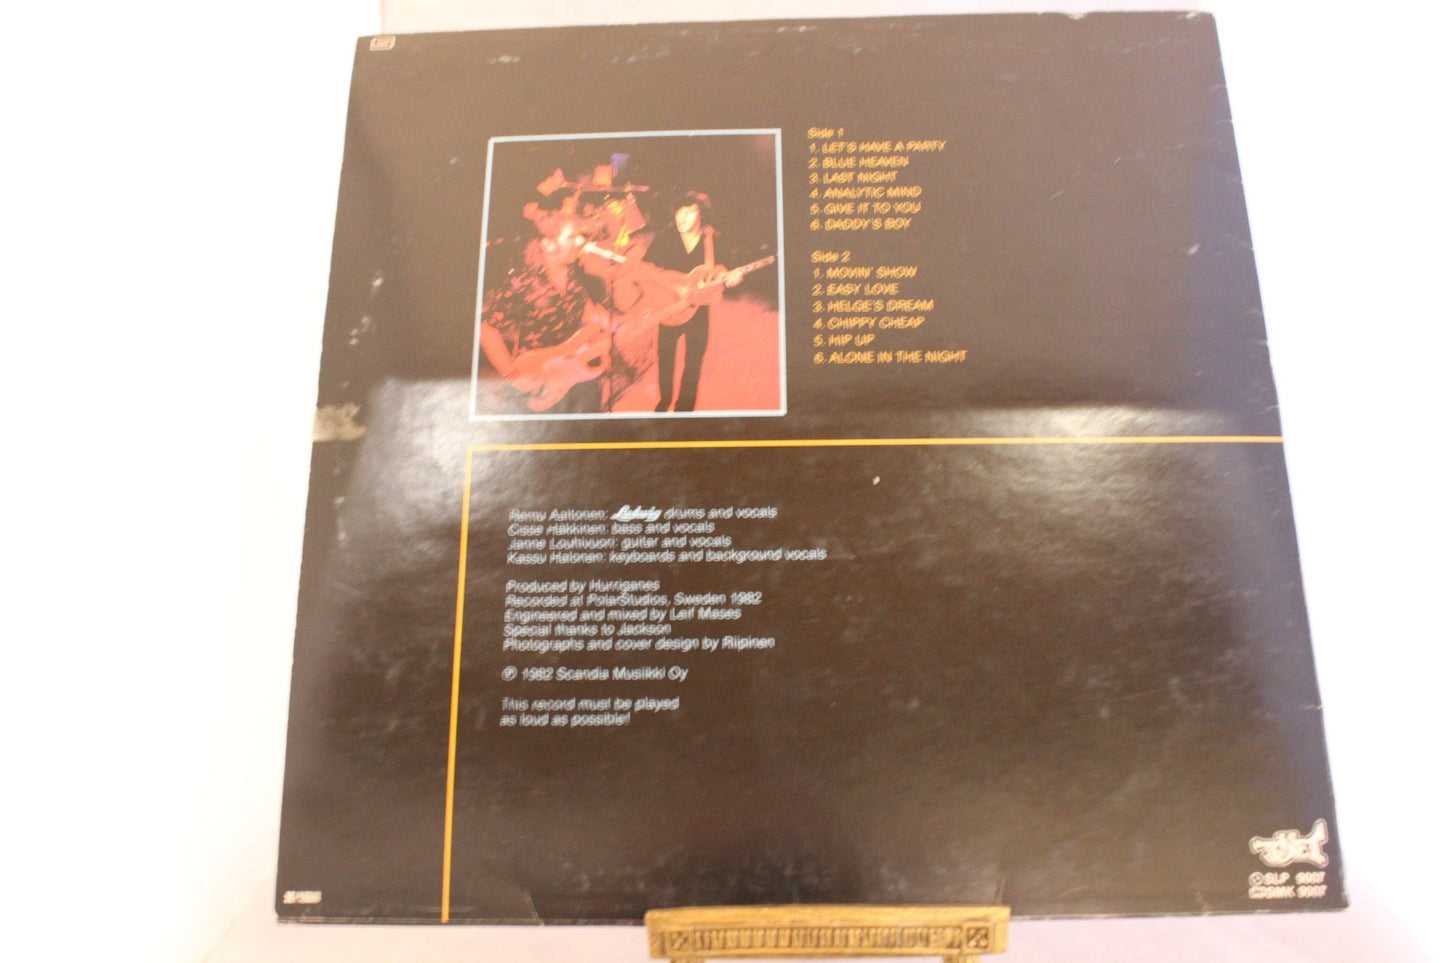 Side 1
1. LET'S HAVE A PARTY
2. BLUE HEAVEN
3. LAST NIGHT
4. ANALYTIC MIND
5. GIVE IT TO YOU
6. DADDY'S BOY
Side 2
1. MOVIN' SHOW
2. EASY LOVE
3. HELGE'S DREAM
4. CHIPPY CHEAP
5. HIP UP
6. ALONE IN THE NIGHT
Remu Aaltonen: Ludwig drums and vocals
Cisse Häkkinen: bass and vocals
Janne Louhivuori: guitar and vocals
Kassu Halonen: keyboards and background vocals
Produced by Hurriganes
Recorded at PolarStudios, Sweden 1982
Engineered and mixed by Leif Mases
Special thanks to Jackson
Photographs and cover design by Riipinen
℗ 1982 Scandia Musiikki Oy
This record must be played
as loud as possible!
SLP 9007
SMK 9007